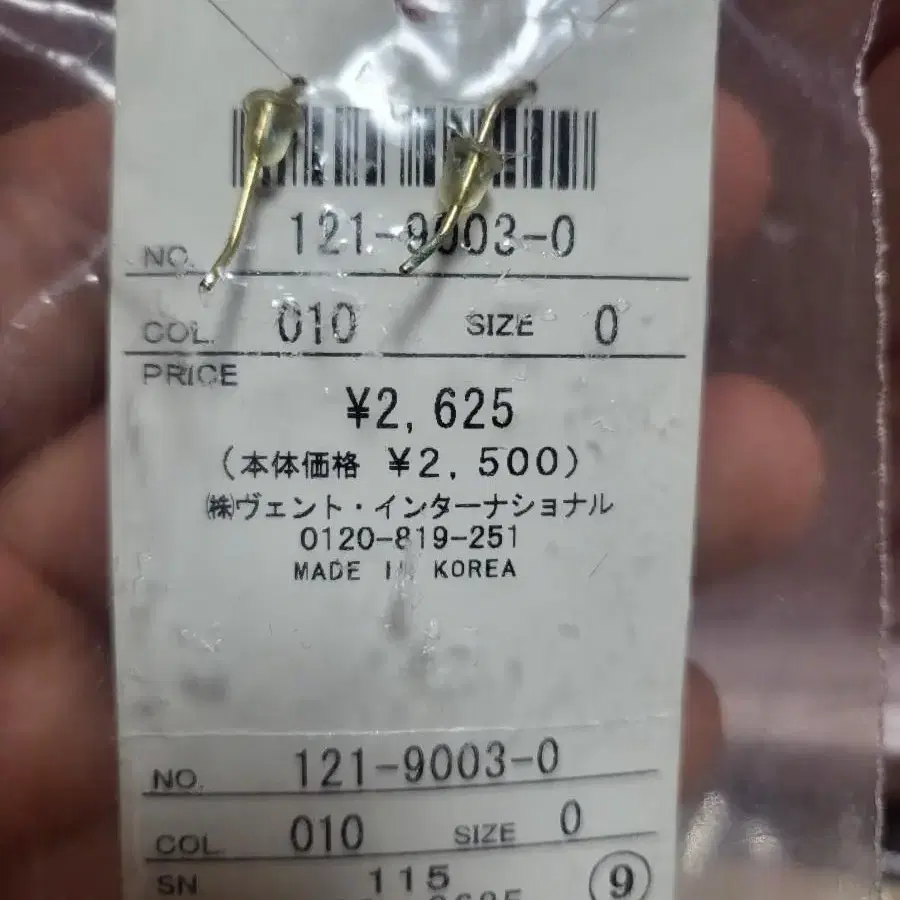 NO. 121-9003-0
COL. 010 SIZE 0
PRICE
¥2,625
(本体価格 ¥2,500)
㈱ヴェント・インターナショナル
0120-819-251
MADE IN KOREA
NO. 121-9003-0
COL 010 SIZE 0
SN 115 ⑨